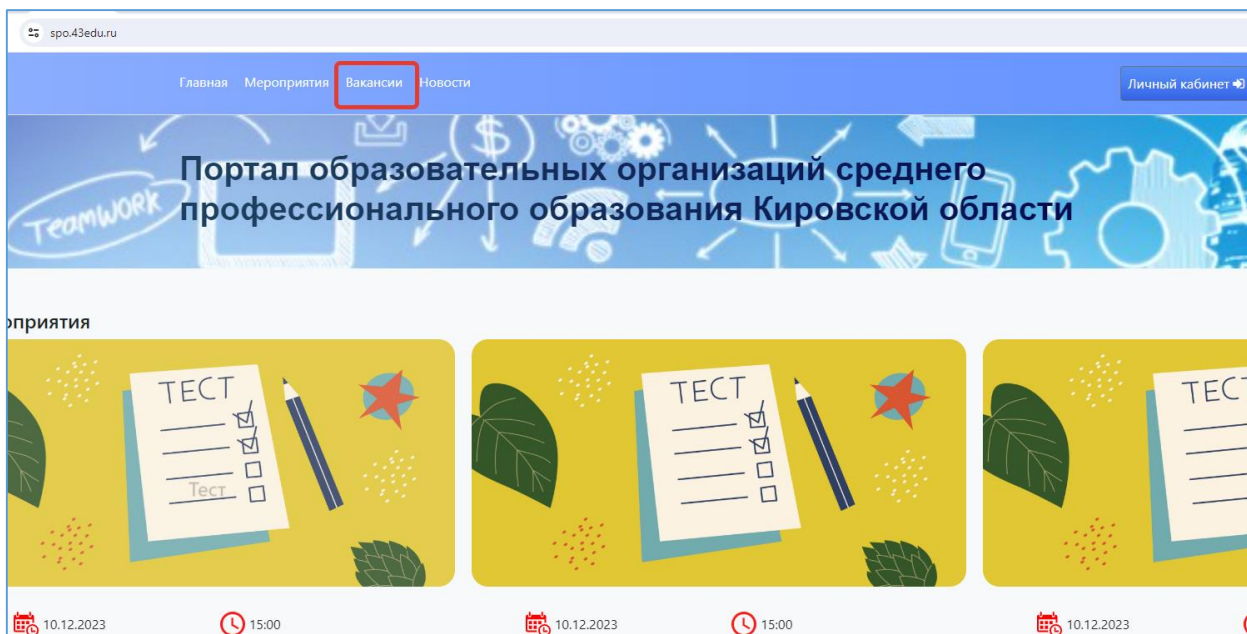 spo.43edu.ru
Главная Мероприятия Вакансии Новости
Личный кабинет
TEAMWORK
Портал образовательных организаций среднего
профессионального образования Кировской области
оприятия
ТЕСТ
Тест
ТЕСТ
ТЕСТ
10.12.2023 15:00
10.12.2023 15:00
10.12.2023